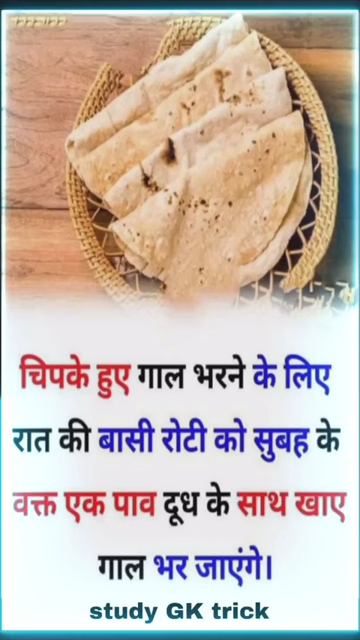 चिपके हुए गाल भरने के लिए
रात की बासी रोटी को सुबह के
वक्त एक पाव दूध के साथ खाए
गाल भर जाएंगे।
study GK trick